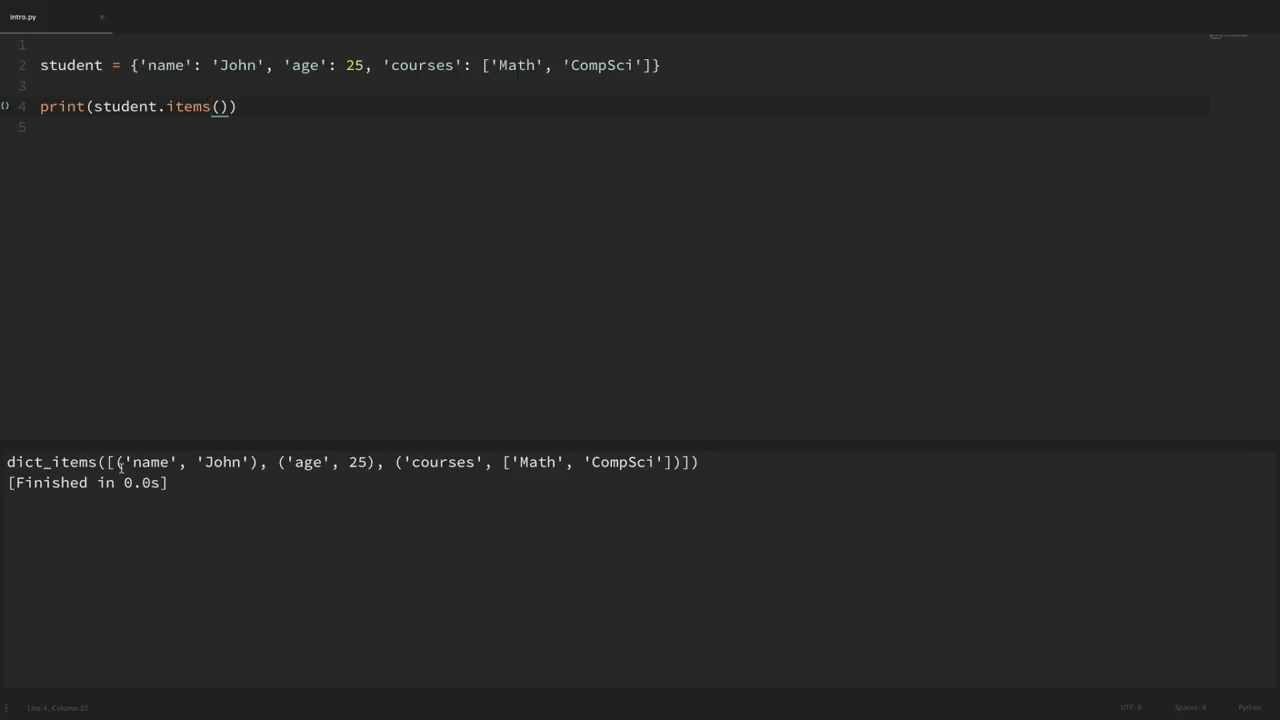 intro.py ×
1
2 student = {'name': 'John', 'age': 25, 'courses': ['Math', 'CompSci']}
3
() 4 print(student.items())
5
dict_items([('name', 'John'), ('age', 25), ('courses', ['Math', 'CompSci'])])
[Finished in 0.0s]
Line 4, Column 25 UTF-8 Spaces: 4 Python